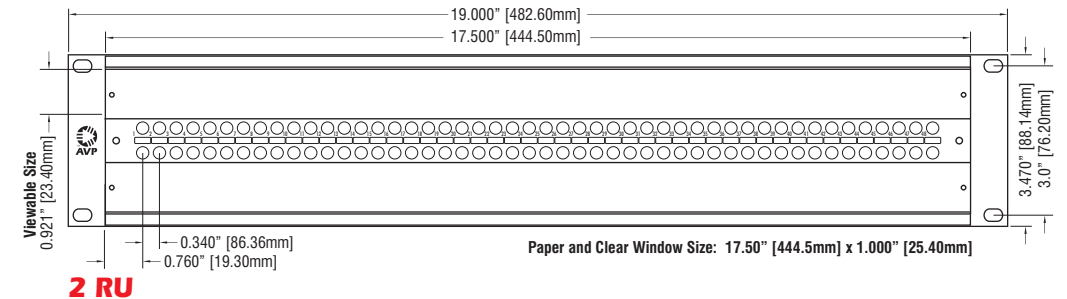 19.000” [482.60mm]
17.500” [444.50mm]
Viewable Size
0.921” [23.40mm]
AVP
3.470” [88.14mm]
3.0” [76.20mm]
0.340” [86.36mm]
0.760” [19.30mm]
Paper and Clear Window Size: 17.50” [444.5mm] x 1.000” [25.40mm]
2 RU